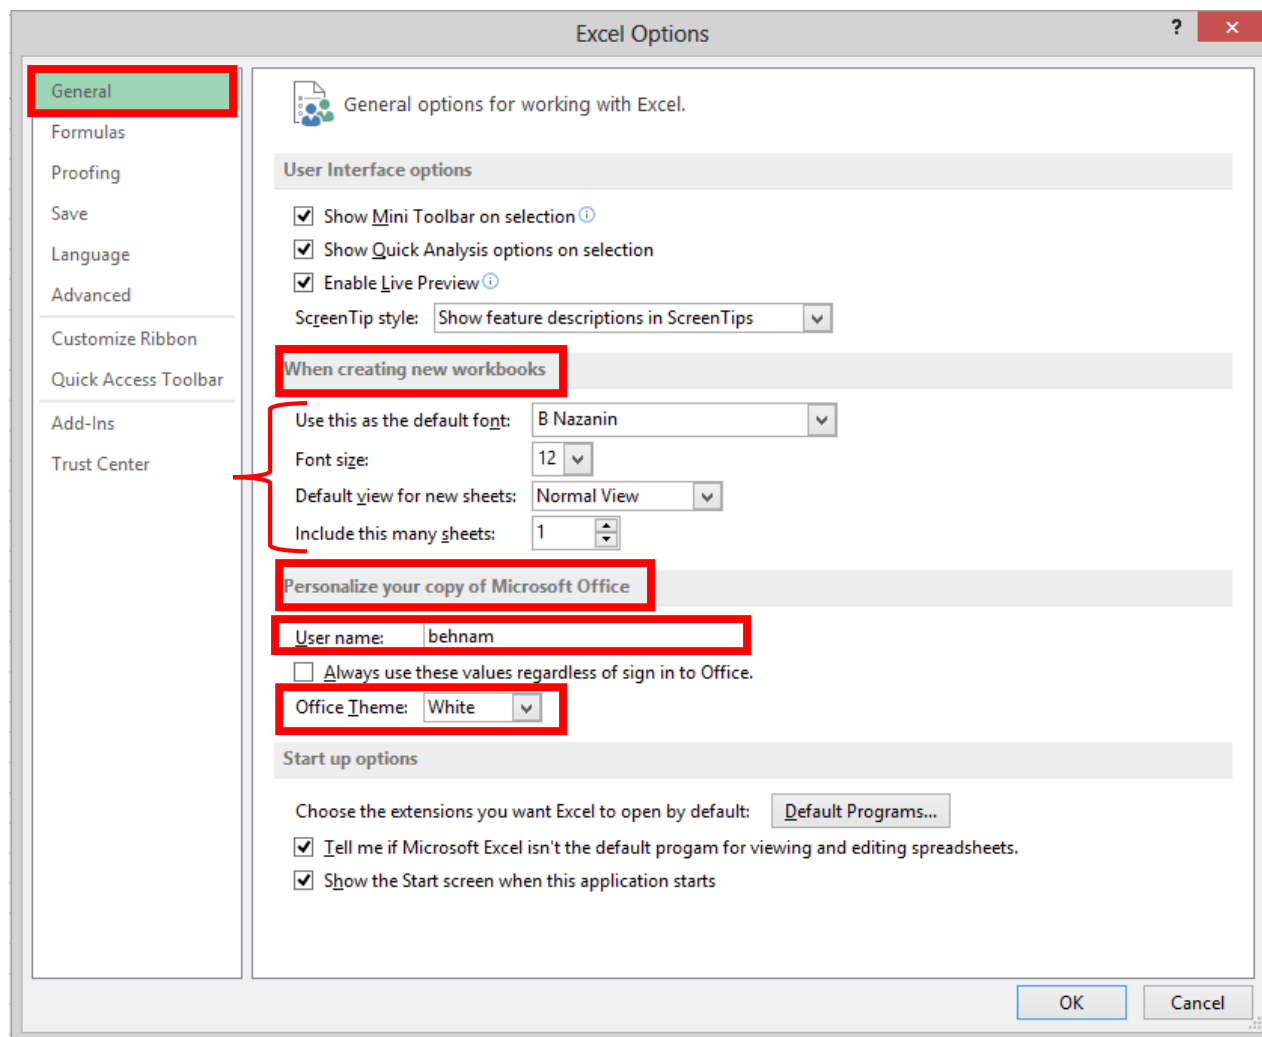 Excel Options
?
General
Formulas
Proofing
Save
Language
Advanced
Customize Ribbon
Quick Access Toolbar
Add-Ins
Trust Center
General options for working with Excel.
User Interface options
Show Mini Toolbar on selection
Show Quick Analysis options on selection
Enable Live Preview
ScreenTip style: Show feature descriptions in ScreenTips
When creating new workbooks
Use this as the default font: B Nazanin
Font size: 12
Default view for new sheets: Normal View
Include this many sheets: 1
Personalize your copy of Microsoft Office
User name: behnam
Always use these values regardless of sign in to Office.
Office Theme: White
Start up options
Choose the extensions you want Excel to open by default: Default Programs...
Tell me if Microsoft Excel isn't the default progam for viewing and editing spreadsheets.
Show the Start screen when this application starts
OK Cancel